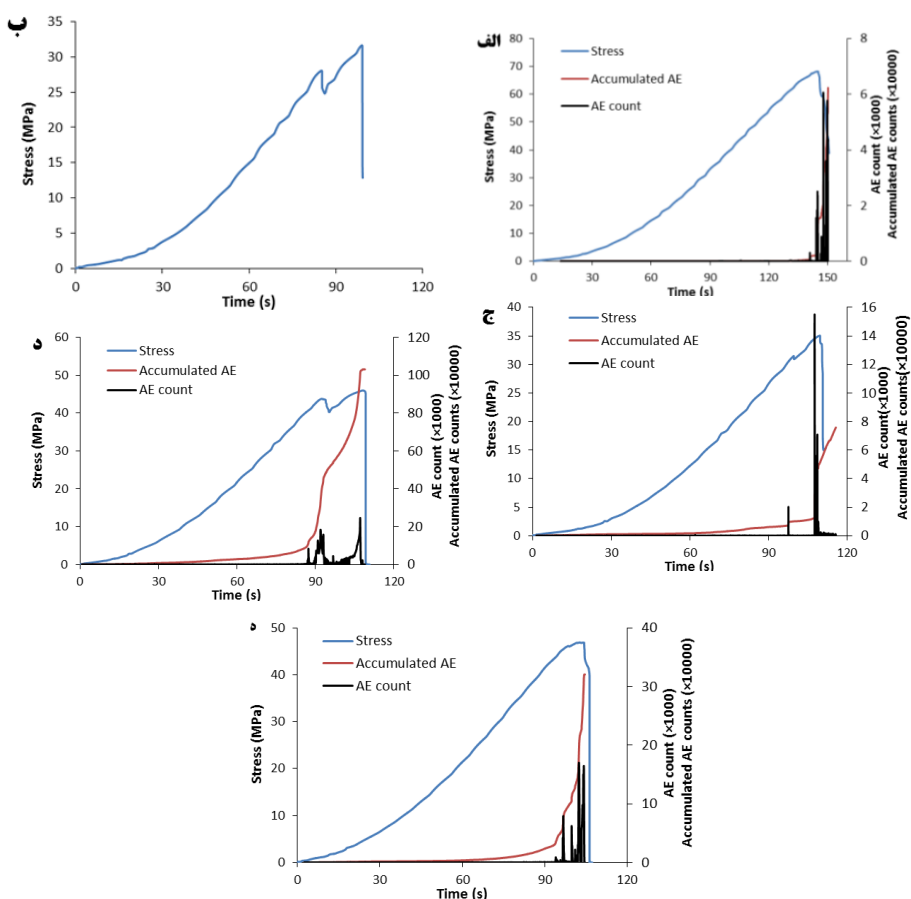 ب
35
30
25
20
15
10
5
0
Stress (MPa)
0 30 60 90 120
Time (s)
الف
80
70
60
50
40
30
20
10
0
Stress (MPa)
Stress
Accumulated AE
AE count
8
6
4
2
0
AE count (×1000)
Accumulated AE counts (×10000)
0 30 60 90 120 150
Time (s)
60
50
40
30
20
10
0
Stress (MPa)
Stress
Accumulated AE
AE count
120
100
80
60
40
20
0
AE count (×1000)
Accumulated AE counts (×10000)
0 30 60 90 120
Time (s)
ج
40
35
30
25
20
15
10
5
0
Stress (MPa)
Stress
Accumulated AE
AE count
16
14
12
10
8
6
4
2
0
AE count(×1000)
Accumulated AE counts(×10000)
0 30 60 90 120
Time (s)
50
40
30
20
10
0
Stress (MPa)
Stress
Accumulated AE
AE count
40
30
20
10
0
AE count (×1000)
Accumulated AE counts (×10000)
0 30 60 90 120
Time (s)